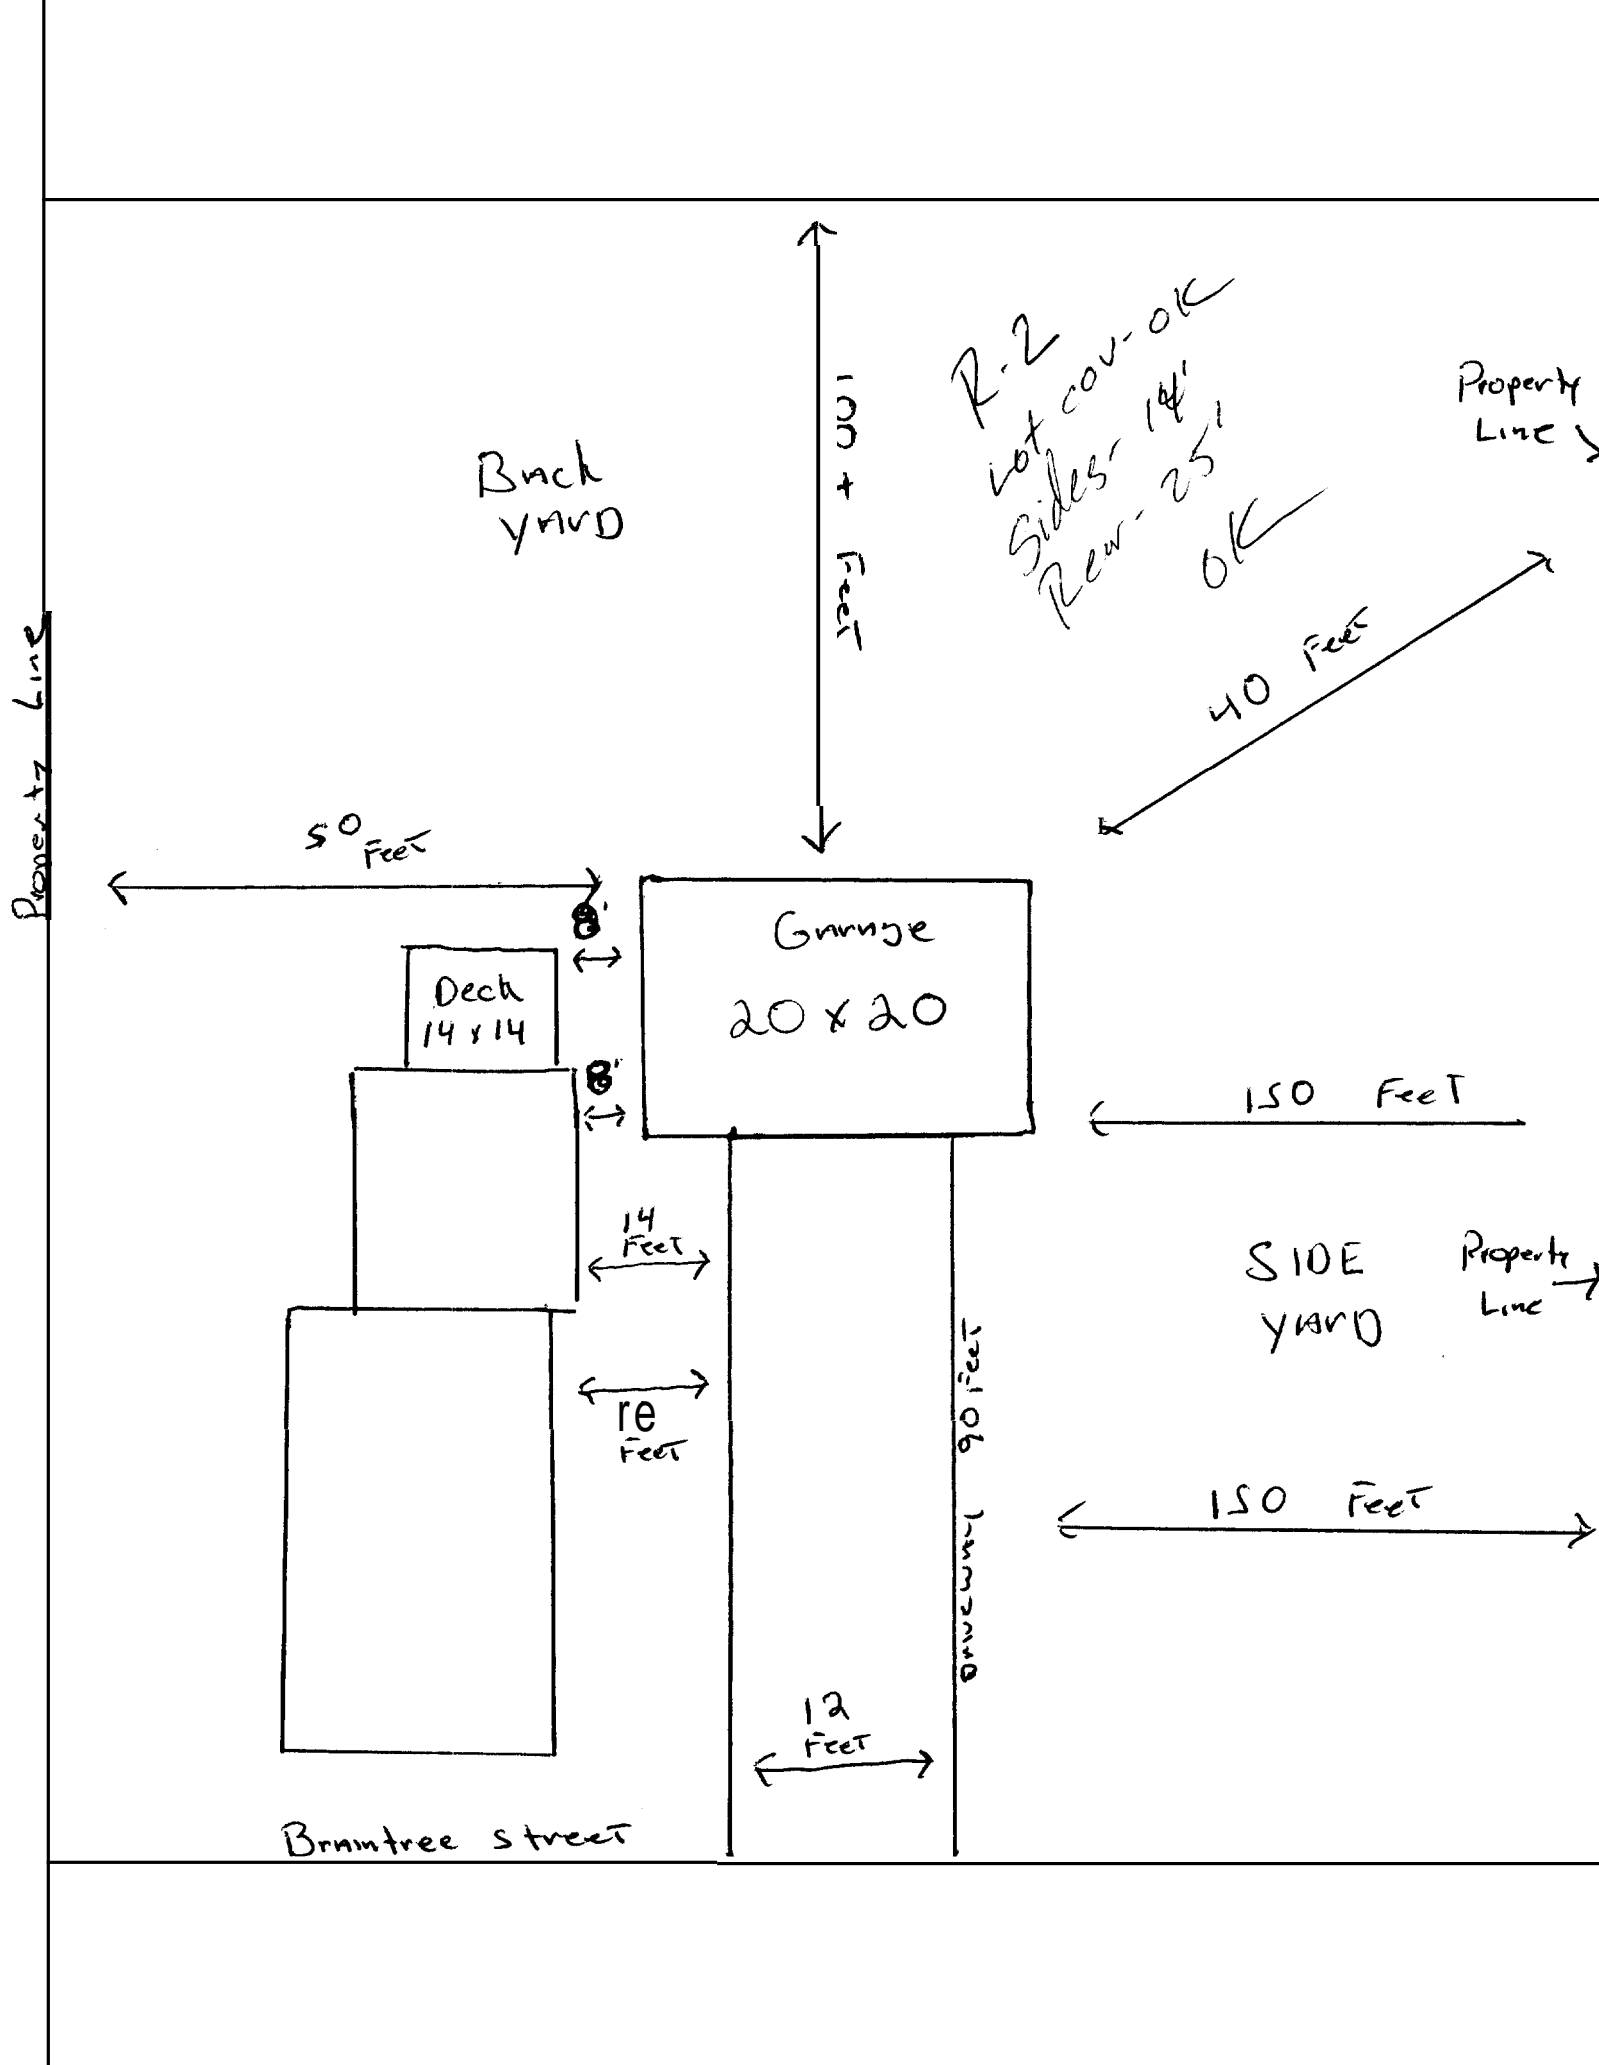 R-2
Lot cov-OK
Sides- 14'
Rear- 25'
OK
Property
Line
Back
YArD
100 + Feet
40 Feet
Property Line
50
Feet
8'
Garage
20 x 20
Deck
14 x 14
8'
150 Feet
14
Feet
SIDE
YArD
Property
Line
re
Feet
90 Feet
Driveway
150 Feet
12
Feet
Braintree Street